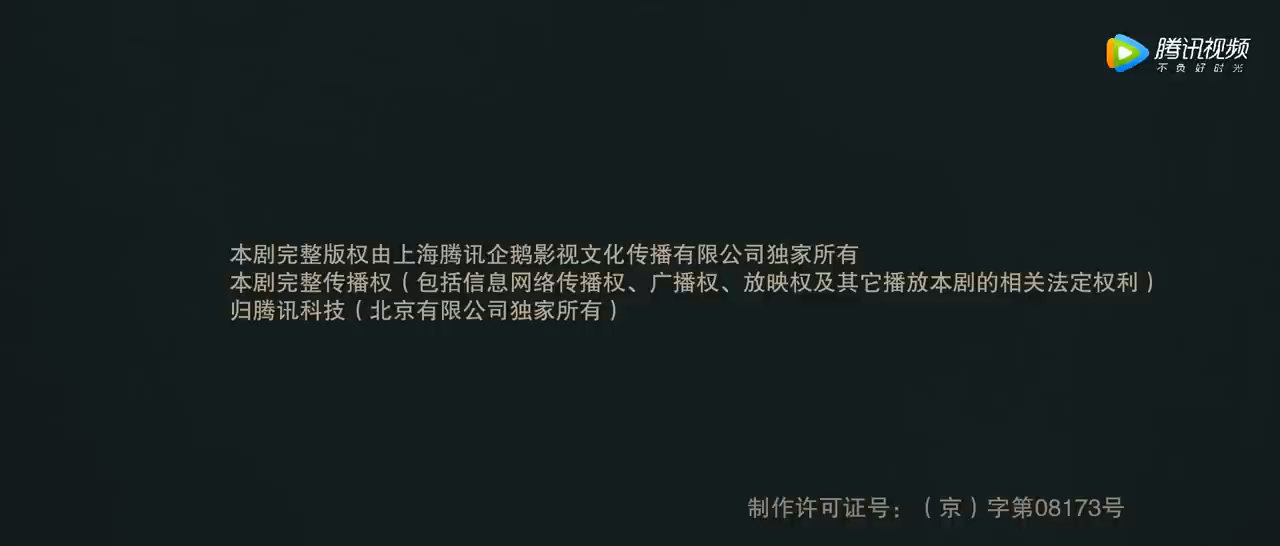 腾讯视频
不负好时光
本剧完整版权由上海腾讯企鹅影视文化传播有限公司独家所有
本剧完整传播权（包括信息网络传播权、广播权、放映权及其它播放本剧的相关法定权利）
归腾讯科技（北京有限公司独家所有）
制作许可证号：（京）字第08173号